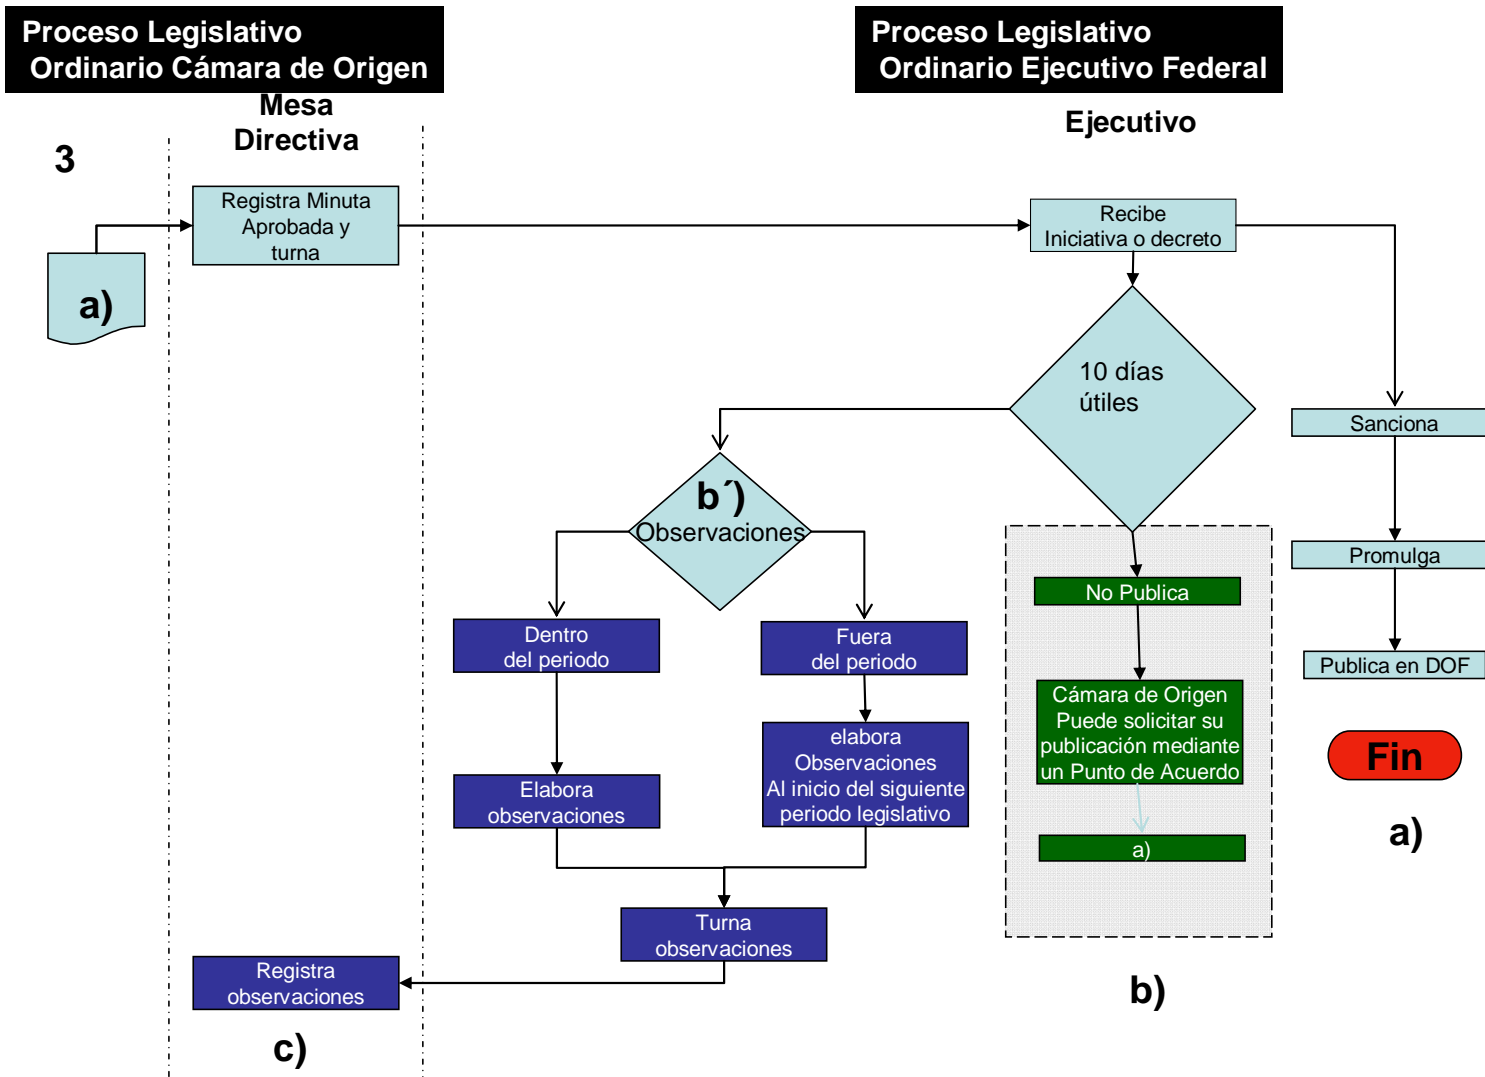 Proceso Legislativo
Ordinario Cámara de Origen
Proceso Legislativo
Ordinario Ejecutivo Federal
Mesa
Directiva
Ejecutivo
3
a)
Registra Minuta
Aprobada y
turna
Recibe
Iniciativa o decreto
10 días
útiles
Sanciona
Promulga
Publica en DOF
Fin
a)
b´)
Observaciones
Dentro
del periodo
Fuera
del periodo
Elabora
observaciones
elabora
Observaciones
Al inicio del siguiente
periodo legislativo
No Publica
Cámara de Origen
Puede solicitar su
publicación mediante
un Punto de Acuerdo
a)
b)
Turna
observaciones
Registra
observaciones
c)